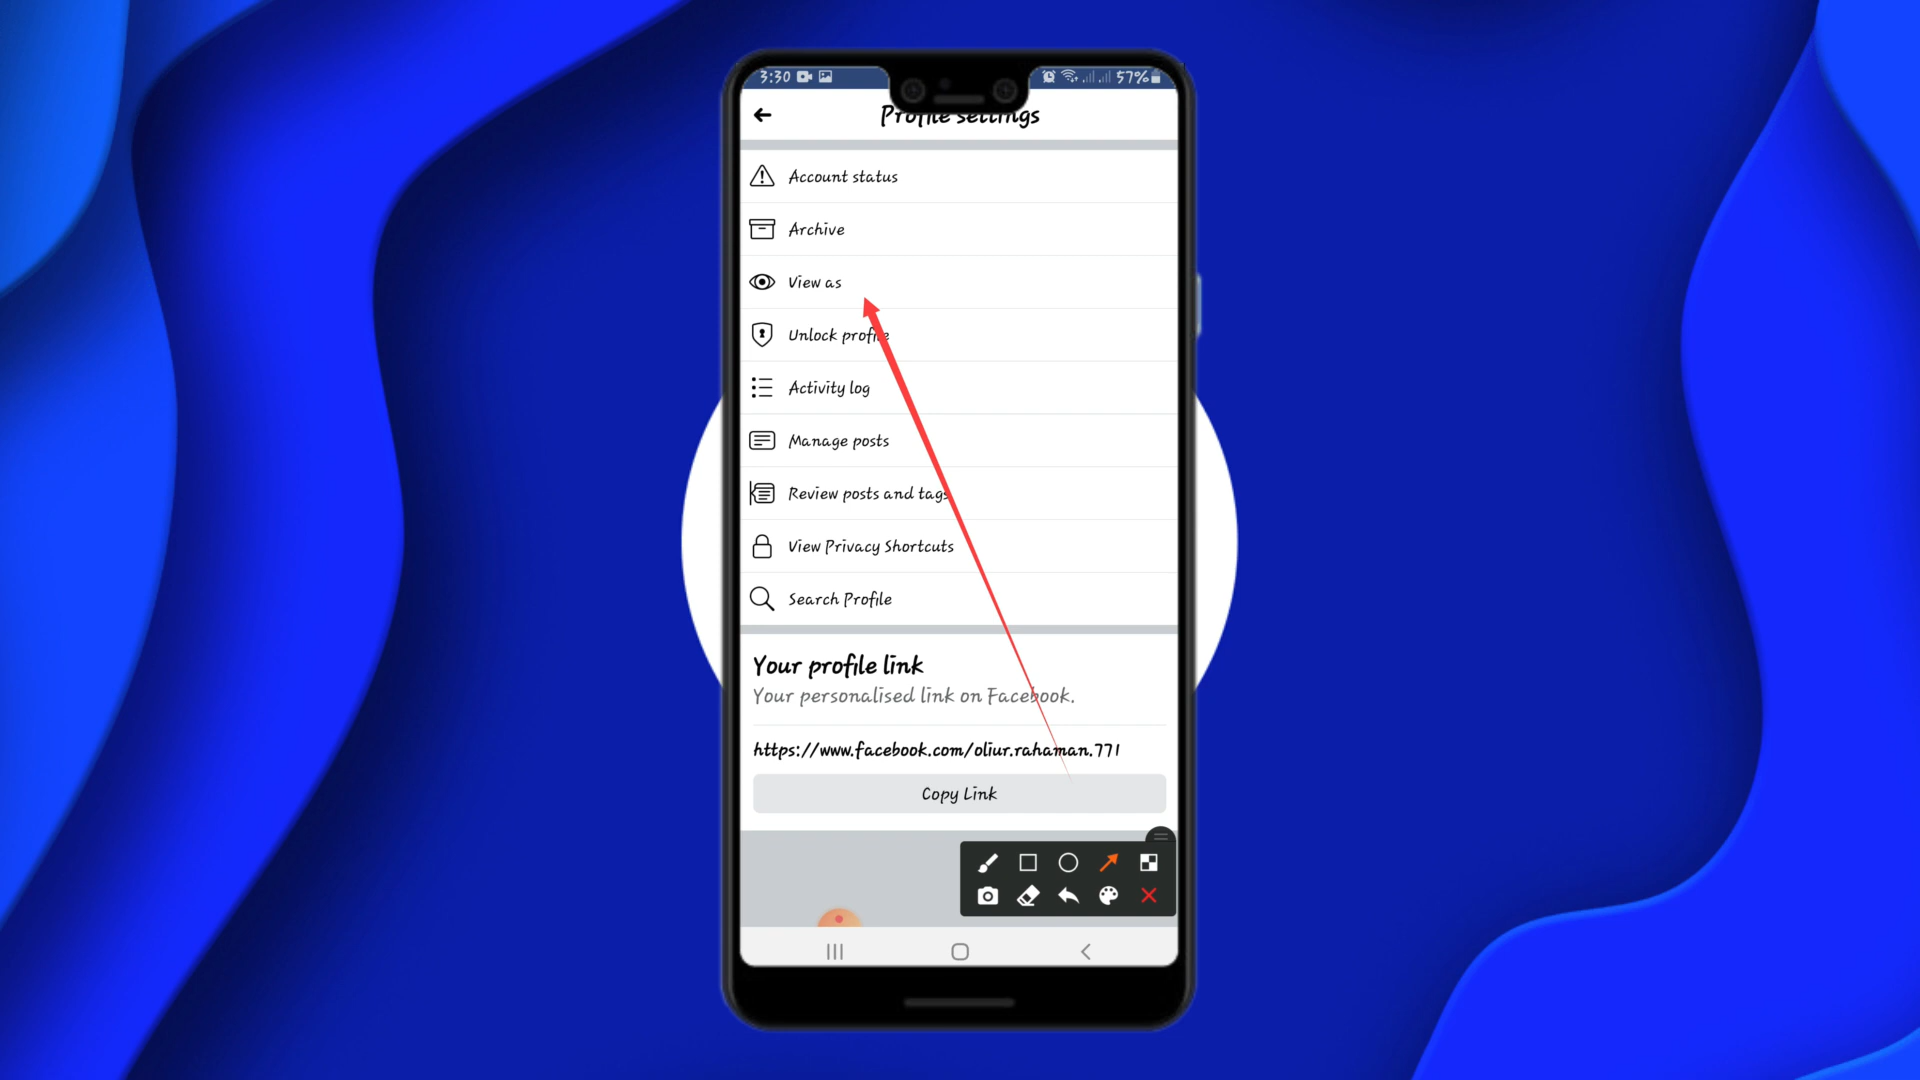 3:30 57%
Profile settings
Account status
Archive
View as
Unlock profile
Activity log
Manage posts
Review posts and tags
View Privacy Shortcuts
Search Profile
Your profile link
Your personalised link on Facebook.
https://www.facebook.com/oliur.rahaman.771
Copy Link